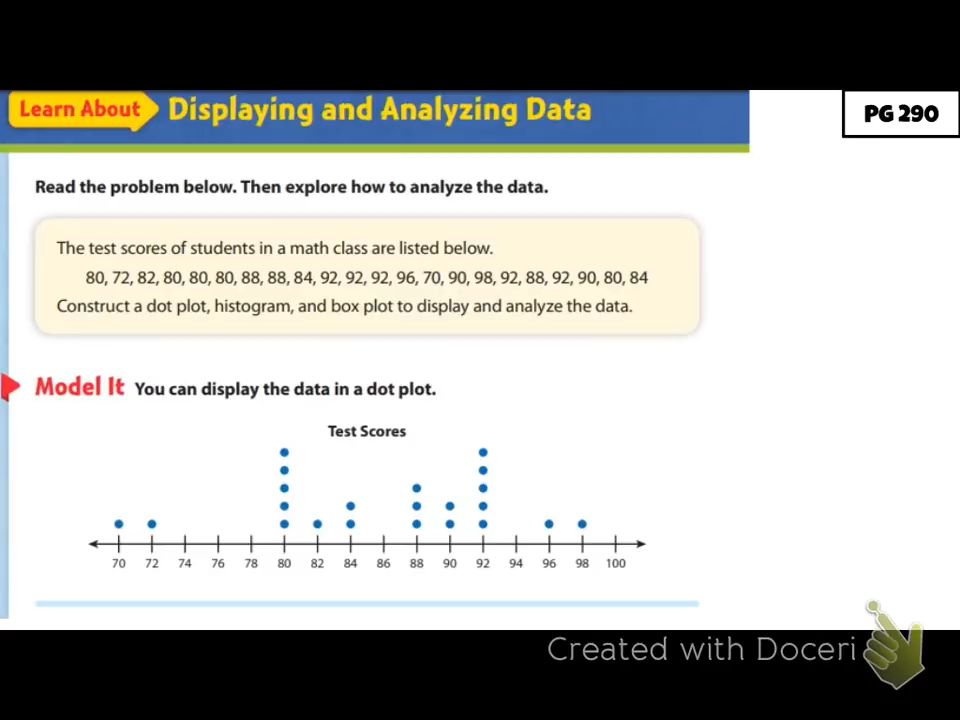 Learn About Displaying and Analyzing Data
PG 290
Read the problem below. Then explore how to analyze the data.
The test scores of students in a math class are listed below.
80, 72, 82, 80, 80, 80, 88, 88, 84, 92, 92, 92, 96, 70, 90, 98, 92, 88, 92, 90, 80, 84
Construct a dot plot, histogram, and box plot to display and analyze the data.
Model It You can display the data in a dot plot.
Test Scores
70 72 74 76 78 80 82 84 86 88 90 92 94 96 98 100
Created with Doceri